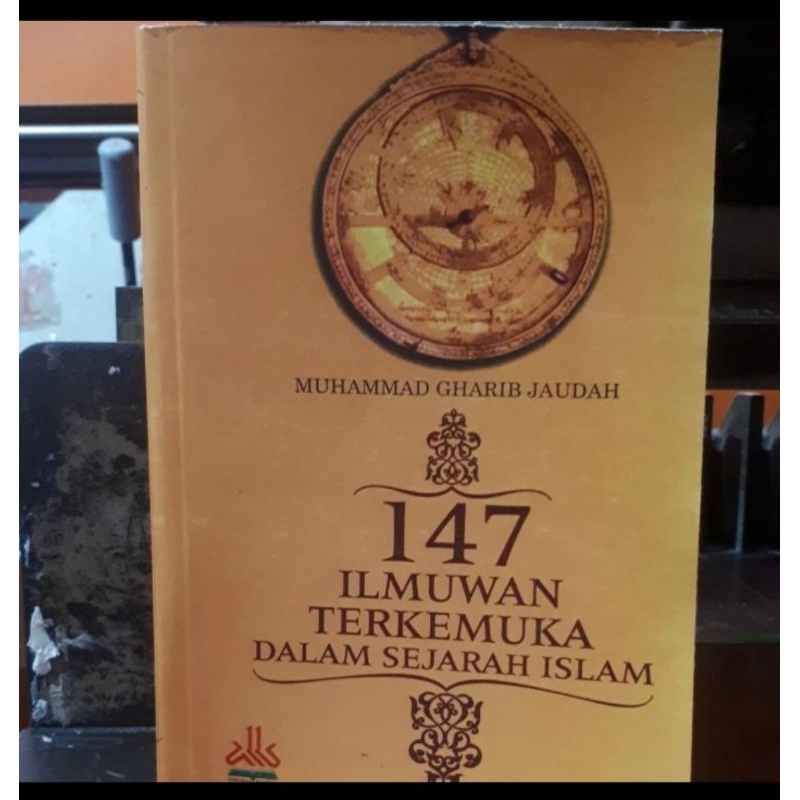 MUHAMMAD GHARIB JAUDAH
147
ILMUWAN
TERKEMUKA
DALAM SEJARAH ISLAM